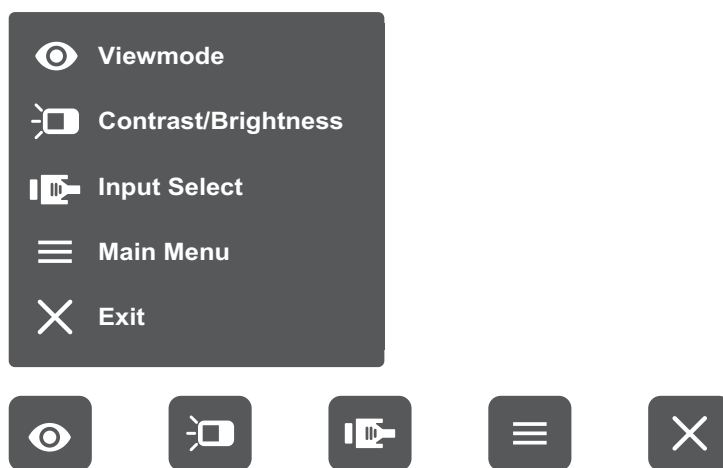 Viewmode
Contrast/Brightness
Input Select
Main Menu
Exit